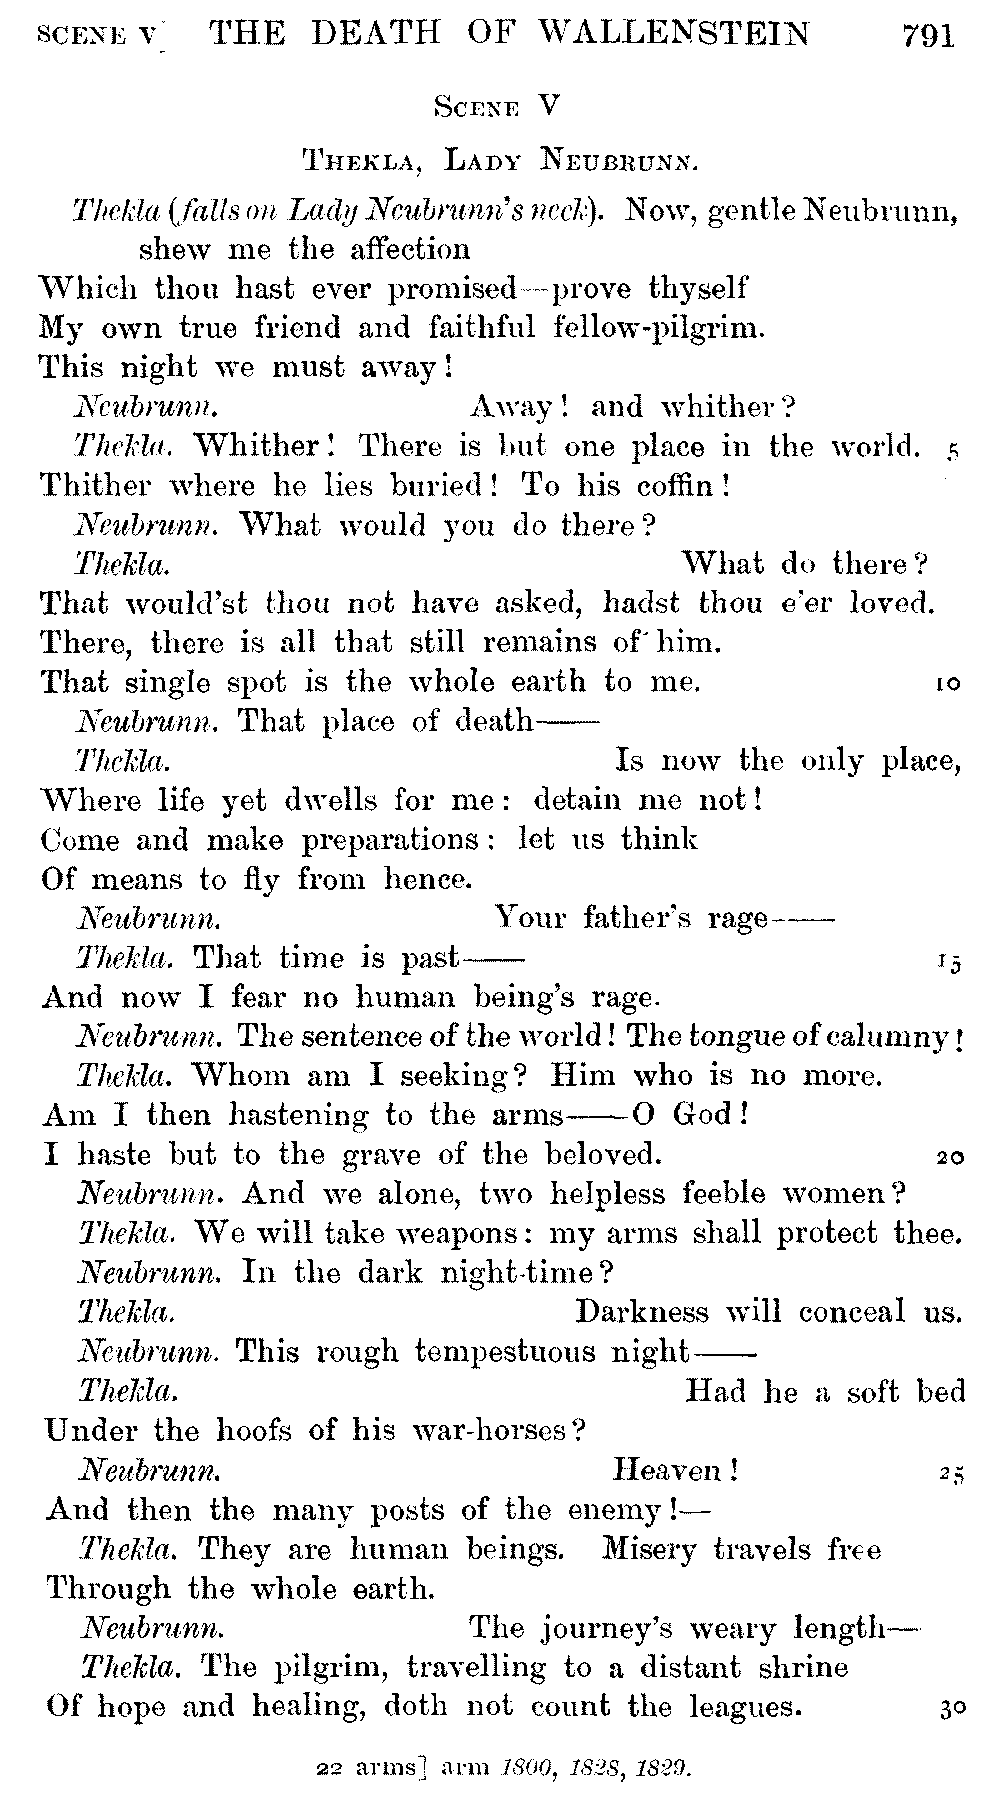 SCENE V THE DEATH OF WALLENSTEIN 791
SCENE V
THEKLA, LADY NEUBRUNN.
Thekla (falls on Lady Neubrunn's neck). Now, gentle Neubrunn,
shew me the affection
Which thou hast ever promised—prove thyself
My own true friend and faithful fellow-pilgrim.
This night we must away!
Neubrunn. Away! and whither?
Thekla. Whither! There is but one place in the world. 5
Thither where he lies buried! To his coffin!
Neubrunn. What would you do there?
Thekla. What do there?
That would'st thou not have asked, hadst thou e'er loved.
There, there is all that still remains of him.
That single spot is the whole earth to me. 10
Neubrunn. That place of death——
Thekla. Is now the only place,
Where life yet dwells for me: detain me not!
Come and make preparations: let us think
Of means to fly from hence.
Neubrunn. Your father's rage——
Thekla. That time is past—— 15
And now I fear no human being's rage.
Neubrunn. The sentence of the world! The tongue of calumny!
Thekla. Whom am I seeking? Him who is no more.
Am I then hastening to the arms——O God!
I haste but to the grave of the beloved. 20
Neubrunn. And we alone, two helpless feeble women?
Thekla. We will take weapons: my arms shall protect thee.
Neubrunn. In the dark night-time?
Thekla. Darkness will conceal us.
Neubrunn. This rough tempestuous night——
Thekla. Had he a soft bed
Under the hoofs of his war-horses?
Neubrunn. Heaven! 25
And then the many posts of the enemy!—
Thekla. They are human beings. Misery travels free
Through the whole earth.
Neubrunn. The journey's weary length—
Thekla. The pilgrim, travelling to a distant shrine
Of hope and healing, doth not count the leagues. 30
22 arms] arm 1800, 1828, 1829.